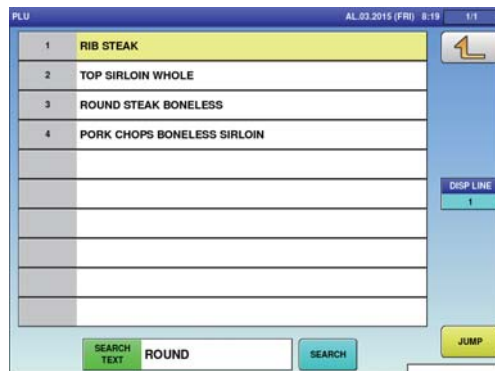 PLU AL.03.2015 (FRI) 8:19 1/1
1 RIB STEAK
2 TOP SIRLOIN WHOLE
3 ROUND STEAK BONELESS
4 PORK CHOPS BONELESS SIRLOIN
DISP LINE
1
SEARCH TEXT ROUND SEARCH
JUMP